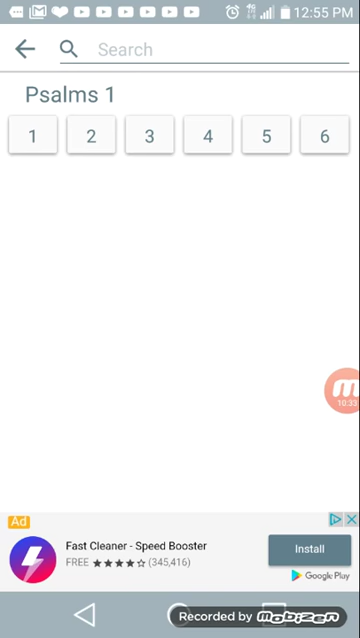 12:55 PM
Search
Psalms 1
1 2 3 4 5 6
10:33
Ad
Fast Cleaner - Speed Booster
FREE ★★★★☆ (345,416)
Install
Google Play
Recorded by Mobizen